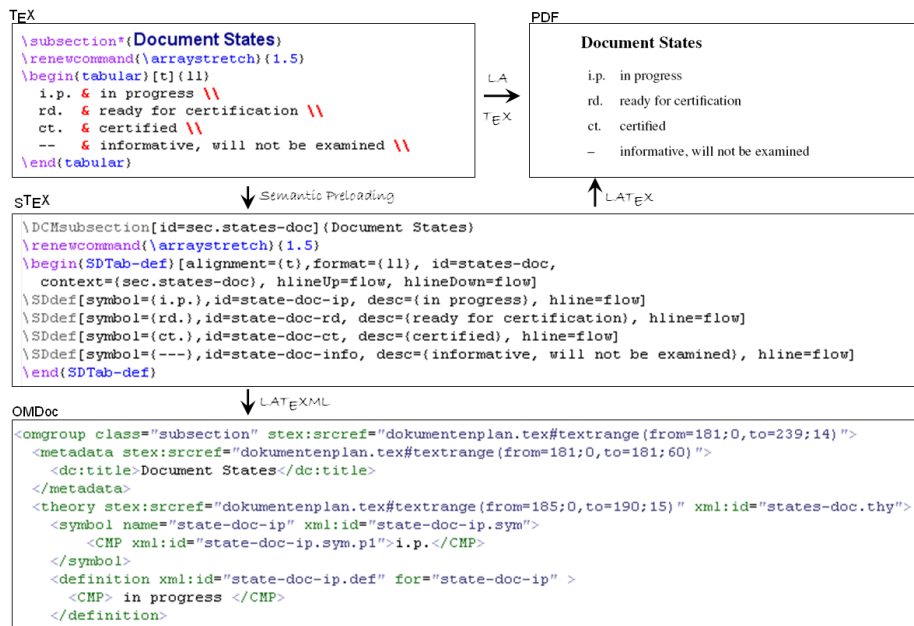 TEX
\subsection*{Document States}
\renewcommand{\arraystretch}{1.5}
\begin{tabular}[t]{ll}
i.p. & in progress \\
rd. & ready for certification \\
ct. & certified \\
-- & informative, will not be examined \\
\end{tabular}
LA
TEX
PDF
Document States
i.p. in progress
rd. ready for certification
ct. certified
– informative, will not be examined
Semantic Preloading
LATEX
STEX
\DCMsubsection[id=sec.states-doc]{Document States}
\renewcommand{\arraystretch}{1.5}
\begin{SDTab-def}[alignment={t},format={ll}, id=states-doc,
context={sec.states-doc}, hlineUp=flow, hlineDown=flow]
\SDdef[symbol={i.p.},id=state-doc-ip, desc={in progress}, hline=flow]
\SDdef[symbol={rd.},id=state-doc-rd, desc={ready for certification}, hline=flow]
\SDdef[symbol={ct.},id=state-doc-ct, desc={certified}, hline=flow]
\SDdef[symbol={---},id=state-doc-info, desc={informative, will not be examined}, hline=flow]
\end{SDTab-def}
LATEXML
OMDoc
<omgroup class="subsection" stex:srcref="dokumentenplan.tex#textrange(from=181;0,to=239;14)">
<metadata stex:srcref="dokumentenplan.tex#textrange(from=181;0,to=181;60)">
<dc:title>Document States</dc:title>
</metadata>
<theory stex:srcref="dokumentenplan.tex#textrange(from=185;0,to=190;15)" xml:id="states-doc.thy">
<symbol name="state-doc-ip" xml:id="state-doc-ip.sym">
<CMP xml:id="state-doc-ip.sym.p1">i.p.</CMP>
</symbol>
<definition xml:id="state-doc-ip.def" for="state-doc-ip" >
<CMP> in progress </CMP>
</definition>